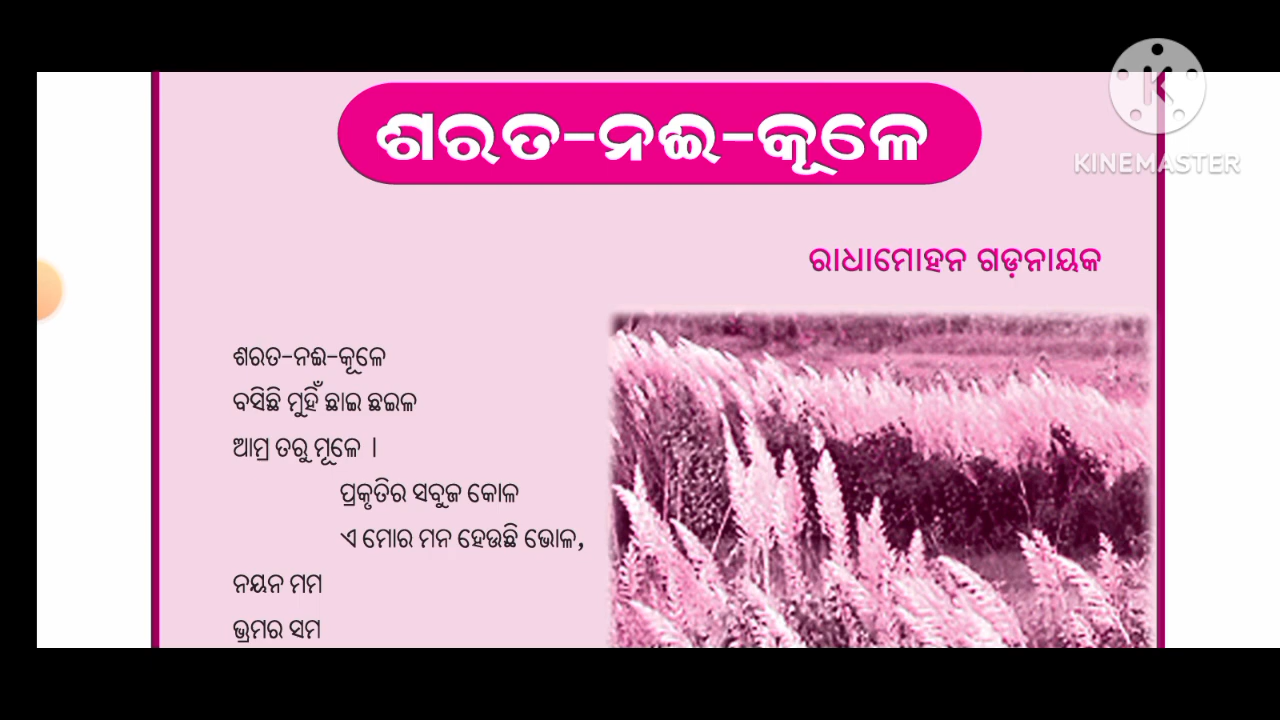 ଶରତ-ନଈ-କୂଳେ
KINEMASTER
ରାଧାମୋହନ ଗଡ଼ନାୟକ
ଶରତ-ନଈ-କୂଳେ
ବସିଛି ମୁହିଁ ଛାଇ ଛଇଳ
ଆମ୍ର ତରୁ ମୂଳେ ।
ପ୍ରକୃତିର ସବୁଜ କୋଳ
ଏ ମୋର ମନ ହେଉଛି ଭୋଳ,
ନୟନ ମମ
ଭ୍ରମର ସମ